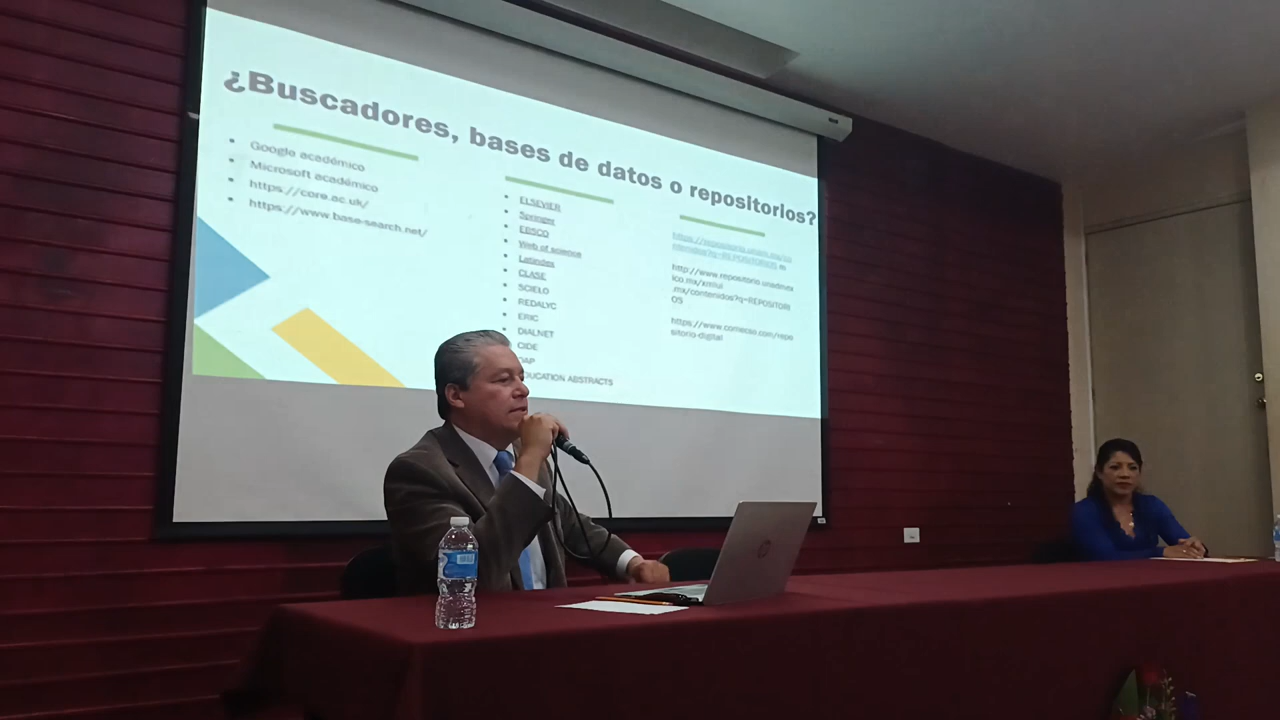 ¿Buscadores, bases de datos o repositorios?
Google académico
Microsoft académico
https://core.ac.uk/
https://www.base-search.net/
ELSEVIER
Springer
EBSCO
Web of science
Latindex
CLASE
SCIELO
REDALYC
ERIC
DIALNET
CIDE
EDUCATION ABSTRACTS
http://www.repositorio.unadmex
ico.mx/xmlui
.mx/contenidos?q=REPOSITORI
OS
https://www.comecso.com/repo
sitorio-digital